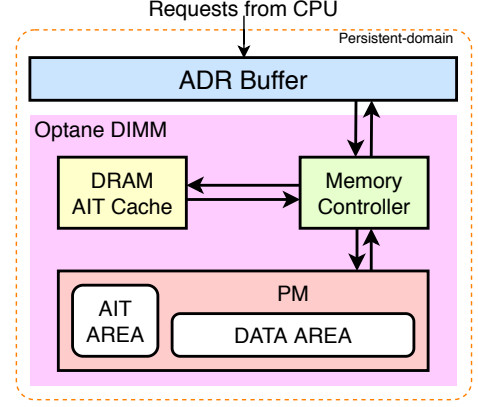 Requests from CPU
Persistent-domain
ADR Buffer
Optane DIMM
DRAM
AIT Cache
Memory
Controller
PM
AIT
AREA
DATA AREA